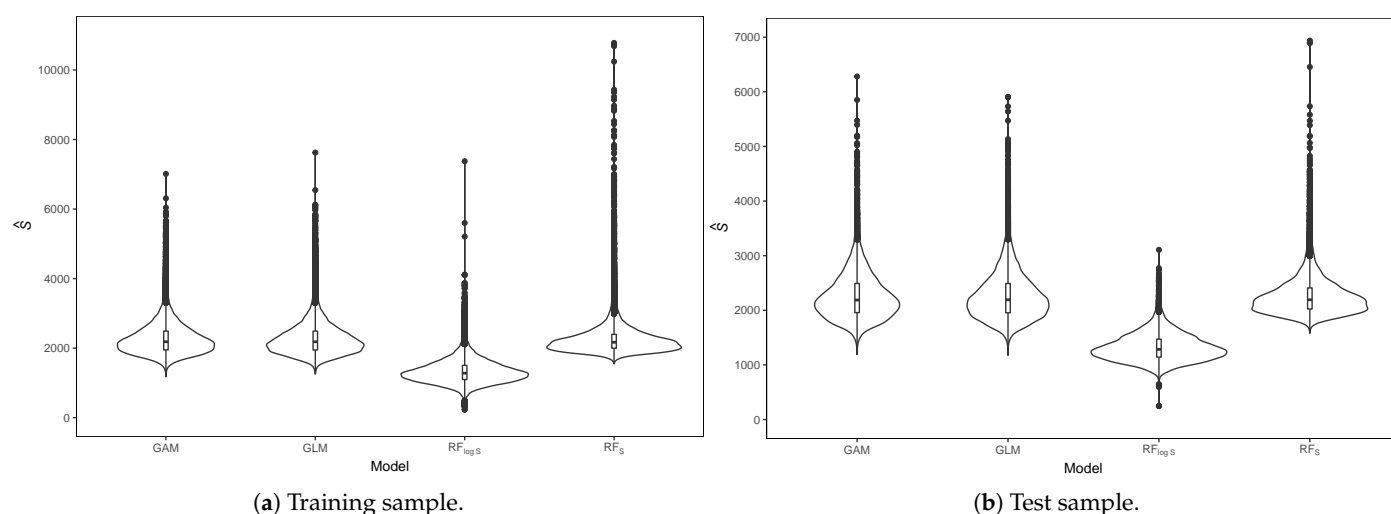 10000
8000
6000
4000
2000
0
Ŝ
GAM GLM RF_log S RF_S
Model
(a) Training sample.
7000
6000
5000
4000
3000
2000
1000
0
Ŝ
GAM GLM RF_log S RF_S
Model
(b) Test sample.